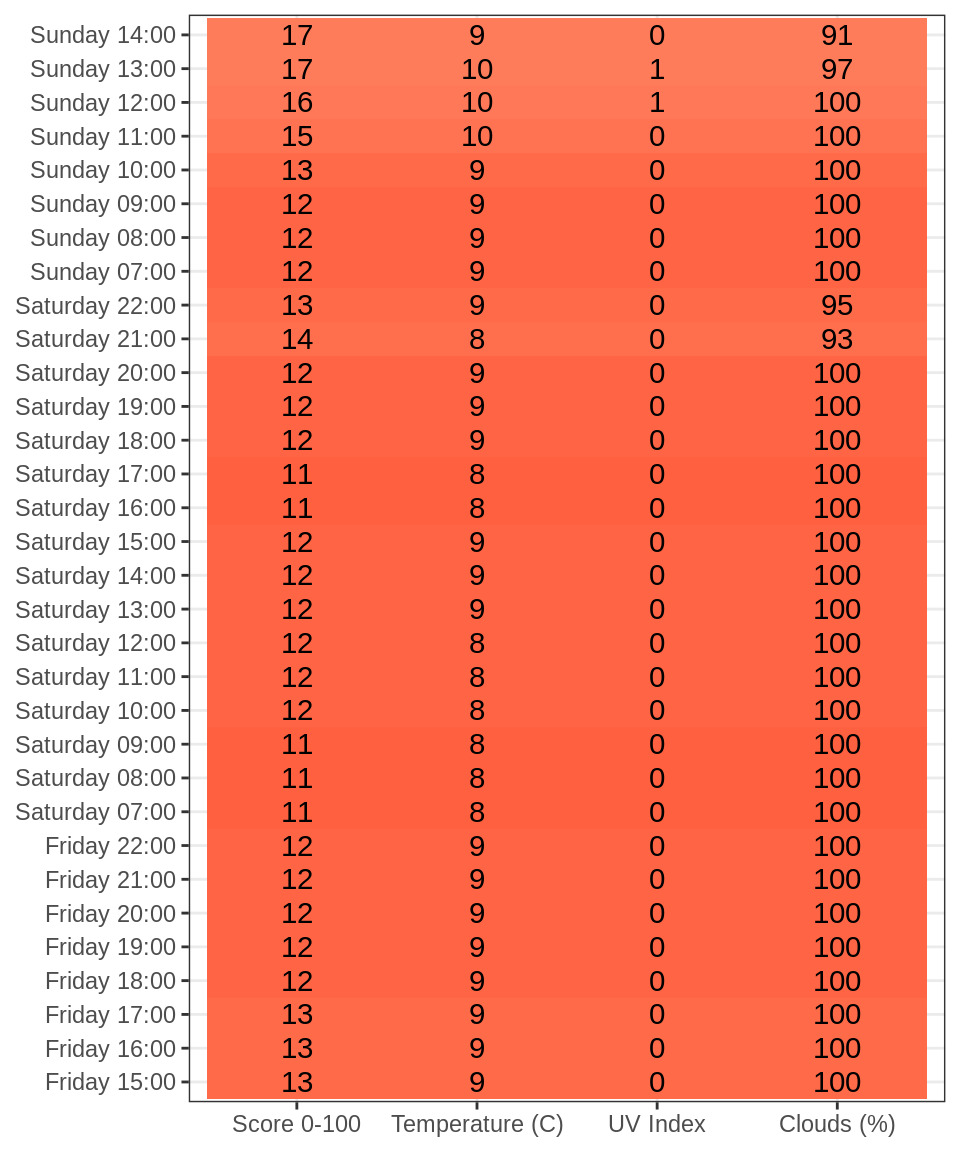 Sunday 14:00 17 9 0 91
Sunday 13:00 17 10 1 97
Sunday 12:00 16 10 1 100
Sunday 11:00 15 10 0 100
Sunday 10:00 13 9 0 100
Sunday 09:00 12 9 0 100
Sunday 08:00 12 9 0 100
Sunday 07:00 12 9 0 100
Saturday 22:00 13 9 0 95
Saturday 21:00 14 8 0 93
Saturday 20:00 12 9 0 100
Saturday 19:00 12 9 0 100
Saturday 18:00 12 9 0 100
Saturday 17:00 11 8 0 100
Saturday 16:00 11 8 0 100
Saturday 15:00 12 9 0 100
Saturday 14:00 12 9 0 100
Saturday 13:00 12 9 0 100
Saturday 12:00 12 8 0 100
Saturday 11:00 12 8 0 100
Saturday 10:00 12 8 0 100
Saturday 09:00 11 8 0 100
Saturday 08:00 11 8 0 100
Saturday 07:00 11 8 0 100
Friday 22:00 12 9 0 100
Friday 21:00 12 9 0 100
Friday 20:00 12 9 0 100
Friday 19:00 12 9 0 100
Friday 18:00 12 9 0 100
Friday 17:00 13 9 0 100
Friday 16:00 13 9 0 100
Friday 15:00 13 9 0 100
Score 0-100 Temperature (C) UV Index Clouds (%)